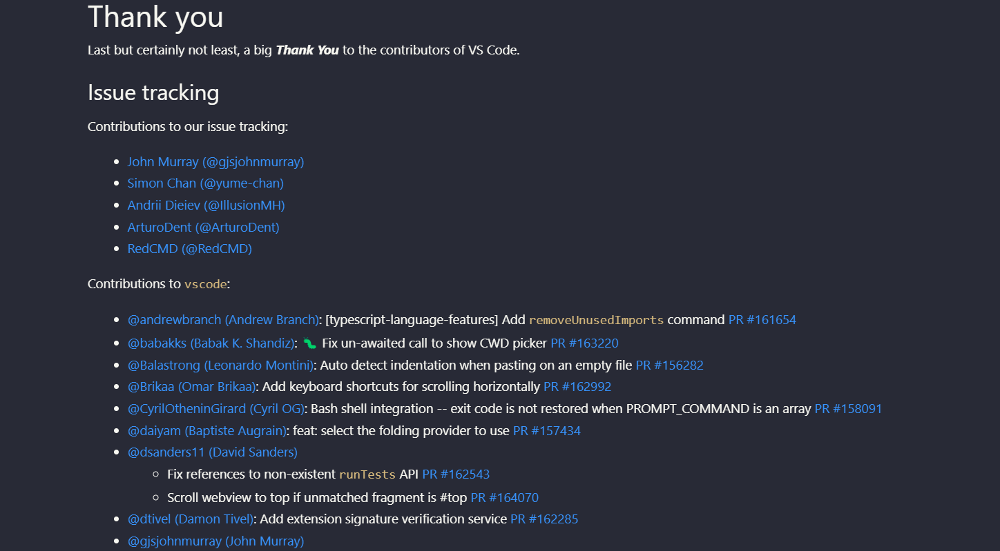 Thank you
Last but certainly not least, a big Thank You to the contributors of VS Code.
Issue tracking
Contributions to our issue tracking:
John Murray (@gjsjohnmurray)
Simon Chan (@yume-chan)
Andrii Dieiev (@IllusionMH)
ArturoDent (@ArturoDent)
RedCMD (@RedCMD)
Contributions to vscode:
@andrewbranch (Andrew Branch): [typescript-language-features] Add removeUnusedImports command PR #161654
@babakks (Babak K. Shandiz): 🐛 Fix un-awaited call to show CWD picker PR #163220
@Balastrong (Leonardo Montini): Auto detect indentation when pasting on an empty file PR #156282
@Brikaa (Omar Brikaa): Add keyboard shortcuts for scrolling horizontally PR #162992
@CyrilOtheninGirard (Cyril OG): Bash shell integration -- exit code is not restored when PROMPT_COMMAND is an array PR #158091
@daiyam (Baptiste Augrain): feat: select the folding provider to use PR #157434
@dsanders11 (David Sanders)
Fix references to non-existent runTests API PR #162543
Scroll webview to top if unmatched fragment is #top PR #164070
@dtivel (Damon Tivel): Add extension signature verification service PR #162285
@gjsjohnmurray (John Murray)